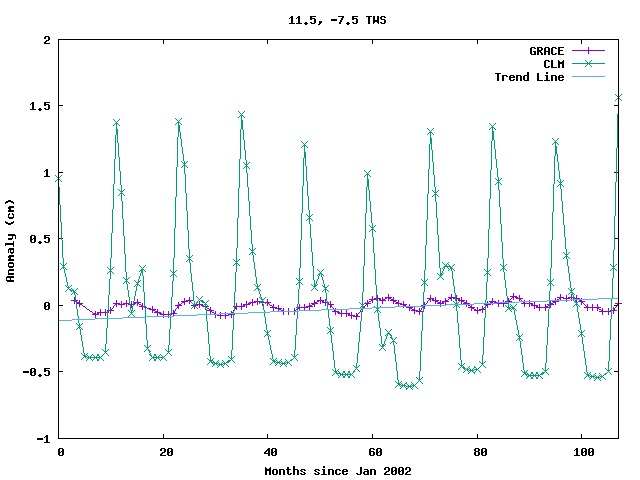 11.5, -7.5 TWS
GRACE
CLM
Trend Line
2
1.5
1
0.5
0
-0.5
-1
Anomaly (cm)
0 20 40 60 80 100
Months since Jan 2002